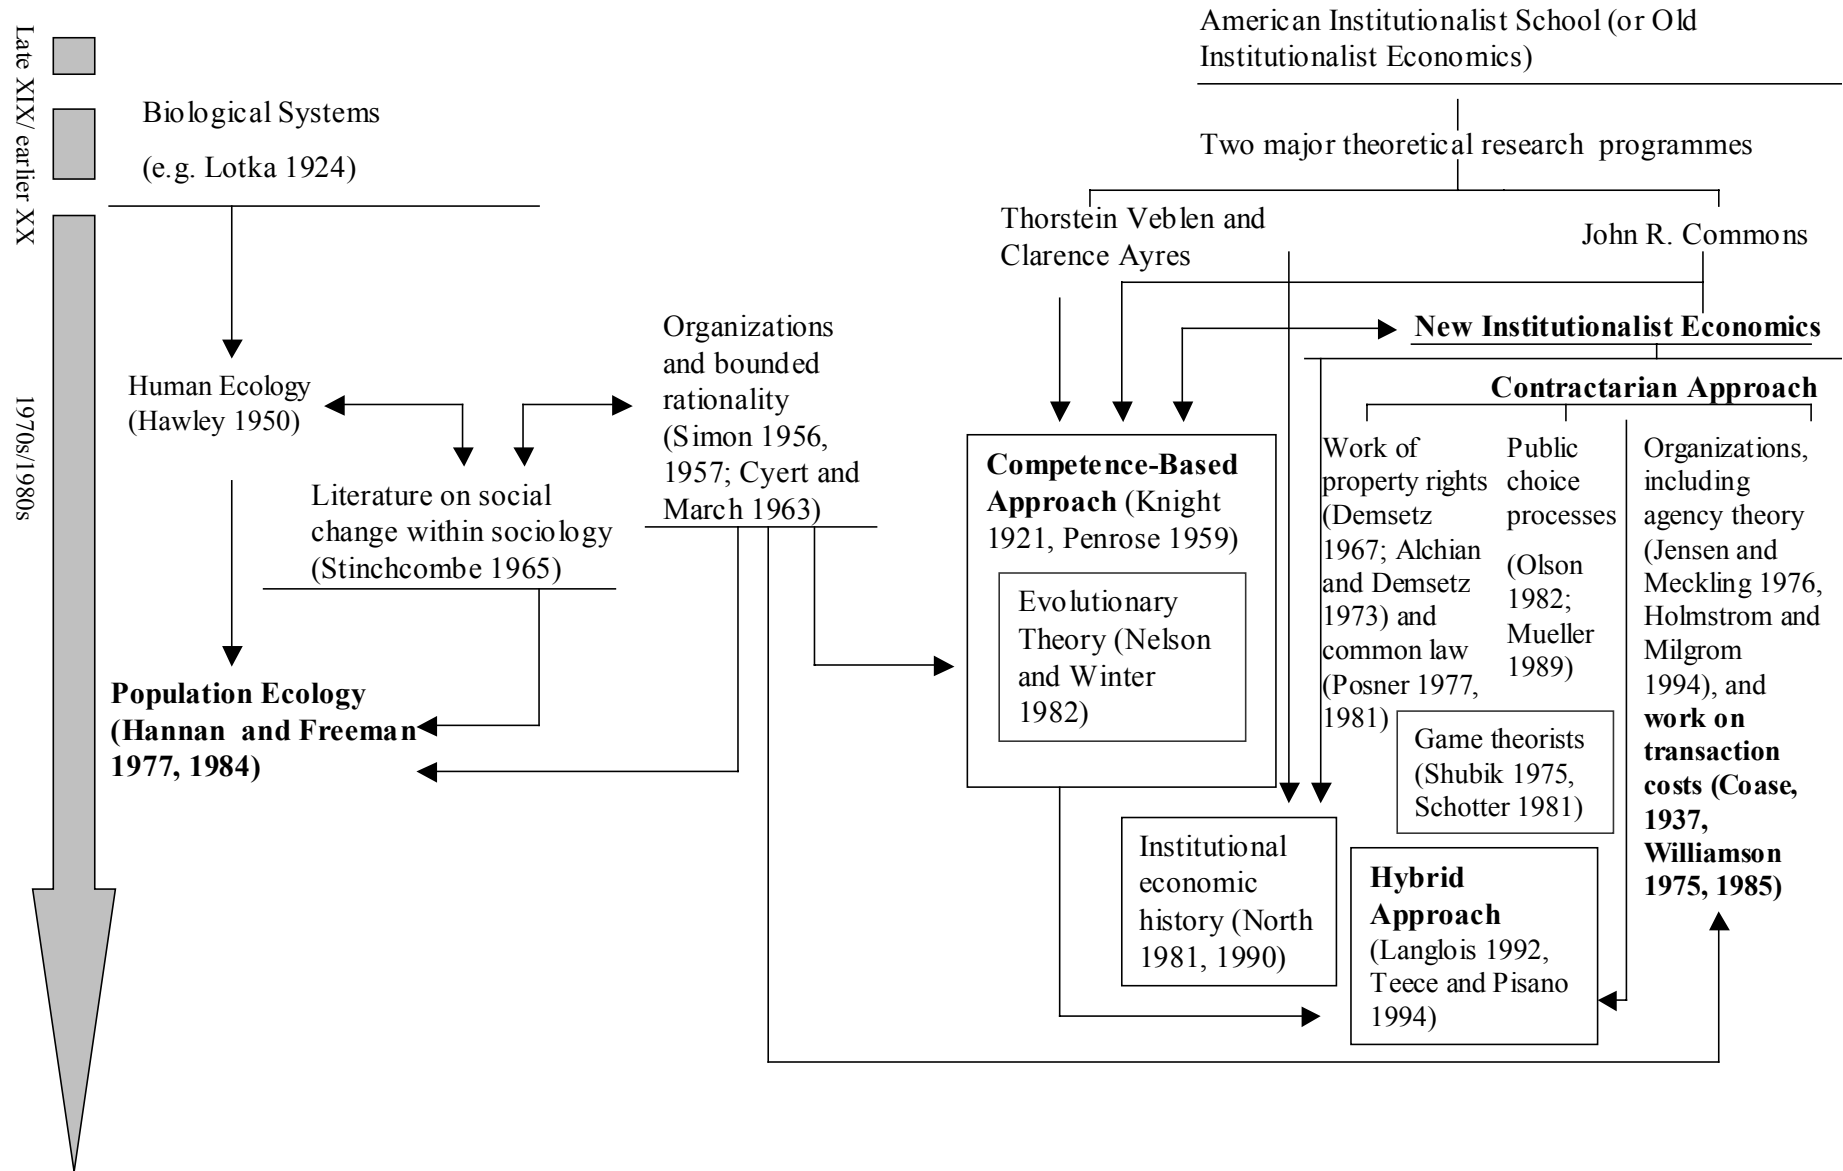 Late XIX/ earlier XX
1970s/1980s
Biological Systems
(e.g. Lotka 1924)
Human Ecology
(Hawley 1950)
Literature on social
change within sociology
(Stinchcombe 1965)
Population Ecology
(Hannan and Freeman
1977, 1984)
Organizations
and bounded
rationality
(Simon 1956,
1957; Cyert and
March 1963)
American Institutionalist School (or Old
Institutionalist Economics)
Two major theoretical research programmes
Thorstein Veblen and
Clarence Ayres
John R. Commons
New Institutionalist Economics
Contractarian Approach
Competence-Based
Approach (Knight
1921, Penrose 1959)
Evolutionary
Theory (Nelson
and Winter
1982)
Work of
property rights
(Demsetz
1967; Alchian
and Demsetz
1973) and
common law
(Posner 1977,
1981)
Public
choice
processes
(Olson
1982;
Mueller
1989)
Organizations,
including
agency theory
(Jensen and
Meckling 1976,
Holmstrom and
Milgrom
1994), and
work on
transaction
costs (Coase,
1937,
Williamson
1975, 1985)
Game theorists
(Shubik 1975,
Schotter 1981)
Institutional
economic
history (North
1981, 1990)
Hybrid
Approach
(Langlois 1992,
Teece and Pisano
1994)